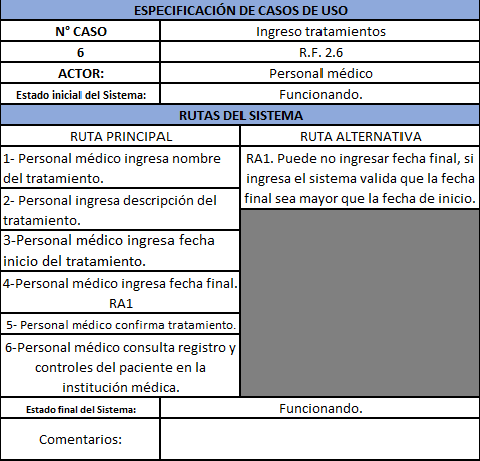 ESPECIFICACIÓN DE CASOS DE USO
N° CASO
Ingreso tratamientos
6
R.F. 2.6
ACTOR:
Personal médico
Estado inicial del Sistema:
Funcionando.
RUTAS DEL SISTEMA
RUTA PRINCIPAL
RUTA ALTERNATIVA
1- Personal médico ingresa nombre
del tratamiento.
RA1. Puede no ingresar fecha final, si
ingresa el sistema valida que la fecha
final sea mayor que la fecha de inicio.
2- Personal ingresa descripción del
tratamiento.
3-Personal médico ingresa fecha
inicio del tratamiento.
4-Personal médico ingresa fecha final.
RA1
5- Personal médico confirma tratamiento.
6-Personal médico consulta registro y
controles del paciente en la
institución médica.
Estado final del Sistema:
Funcionando.
Comentarios: